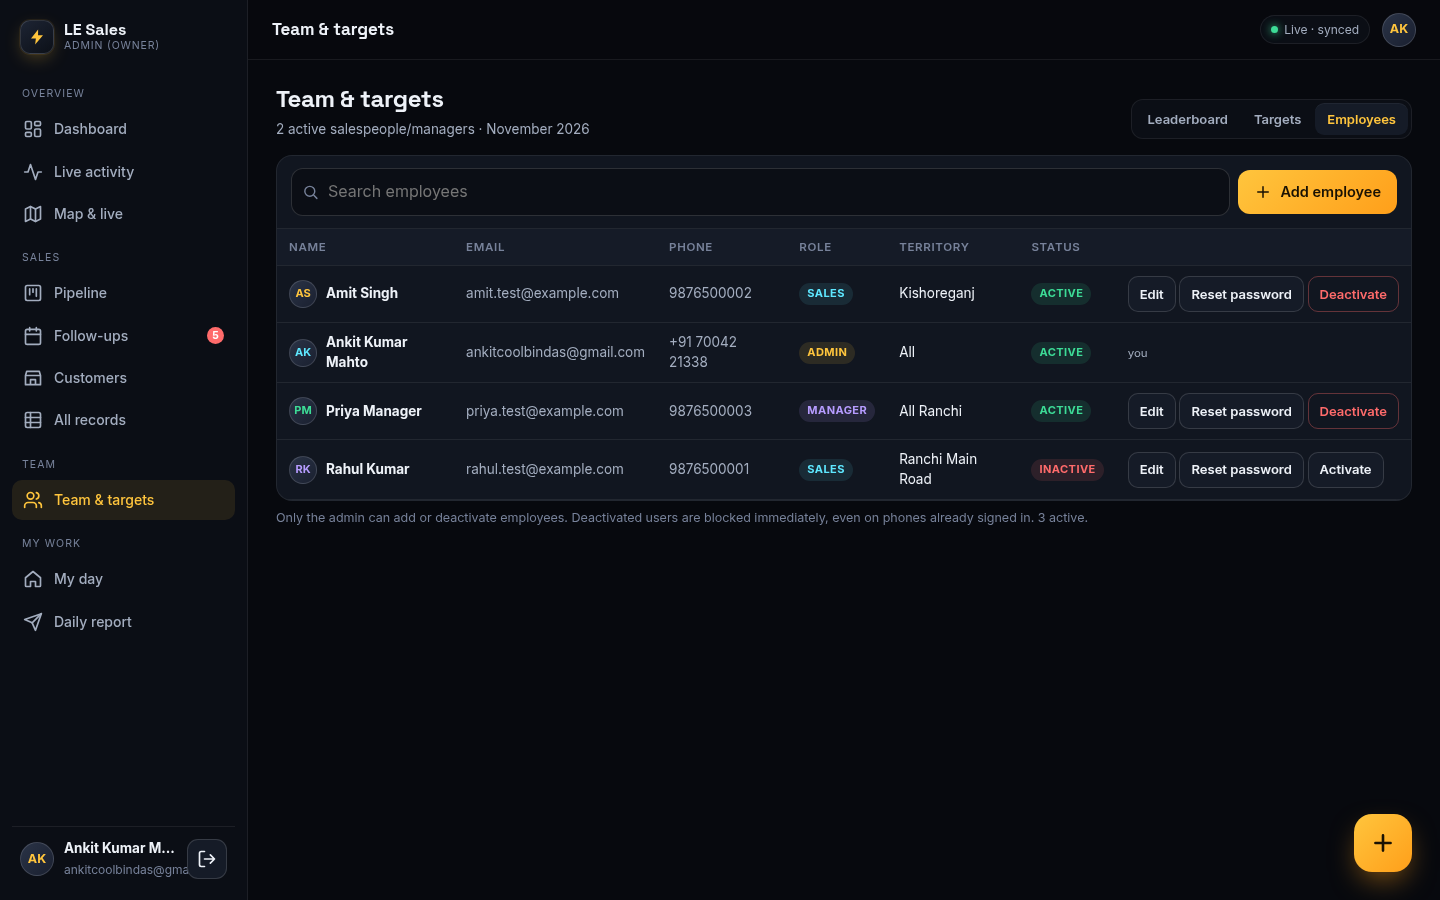 LE Sales
ADMIN (OWNER)
OVERVIEW
Dashboard
Live activity
Map & live
SALES
Pipeline
Follow-ups 5
Customers
All records
TEAM
Team & targets
MY WORK
My day
Daily report
AK Ankit Kumar M...
ankitcoolbindas@gma
Team & targets
Live · synced AK
Team & targets
2 active salespeople/managers · November 2026
Leaderboard Targets Employees
Search employees
+ Add employee
NAME EMAIL PHONE ROLE TERRITORY STATUS
AS Amit Singh amit.test@example.com 9876500002 SALES Kishoreganj ACTIVE Edit Reset password Deactivate
AK Ankit Kumar Mahto ankitcoolbindas@gmail.com +91 70042 21338 ADMIN All ACTIVE you
PM Priya Manager priya.test@example.com 9876500003 MANAGER All Ranchi ACTIVE Edit Reset password Deactivate
RK Rahul Kumar rahul.test@example.com 9876500001 SALES Ranchi Main Road INACTIVE Edit Reset password Activate
Only the admin can add or deactivate employees. Deactivated users are blocked immediately, even on phones already signed in. 3 active.
+